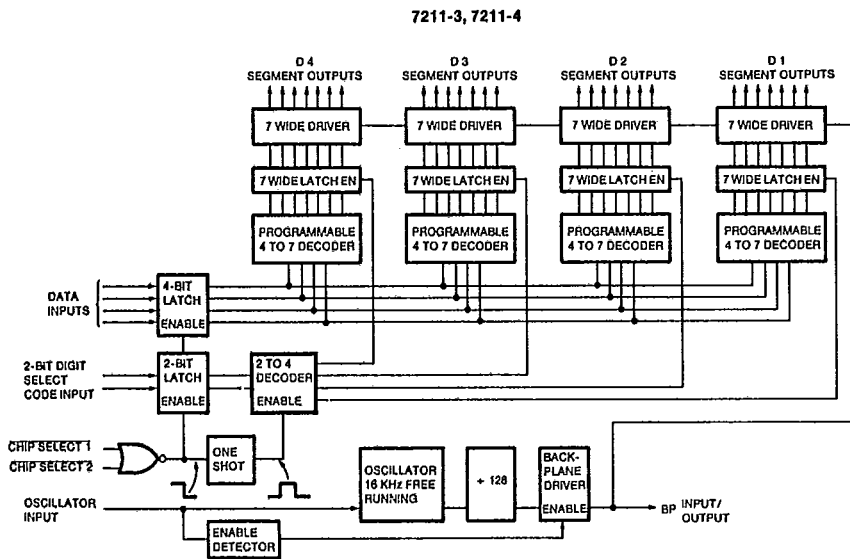 7211-3, 7211-4
D 4
SEGMENT OUTPUTS
D 3
SEGMENT OUTPUTS
D 2
SEGMENT OUTPUTS
D 1
SEGMENT OUTPUTS
7 WIDE DRIVER
7 WIDE DRIVER
7 WIDE DRIVER
7 WIDE DRIVER
7 WIDE LATCH EN
7 WIDE LATCH EN
7 WIDE LATCH EN
7 WIDE LATCH EN
PROGRAMMABLE
4 TO 7 DECODER
PROGRAMMABLE
4 TO 7 DECODER
PROGRAMMABLE
4 TO 7 DECODER
PROGRAMMABLE
4 TO 7 DECODER
DATA
INPUTS
4-BIT
LATCH
ENABLE
2-BIT DIGIT
SELECT
CODE INPUT
2-BIT
LATCH
ENABLE
2 TO 4
DECODER
ENABLE
CHIP SELECT 1
CHIP SELECT 2
ONE
SHOT
OSCILLATOR
INPUT
ENABLE
DETECTOR
OSCILLATOR
16 KHz FREE
RUNNING
÷ 128
BACK-
PLANE
DRIVER
ENABLE
BP INPUT/
OUTPUT